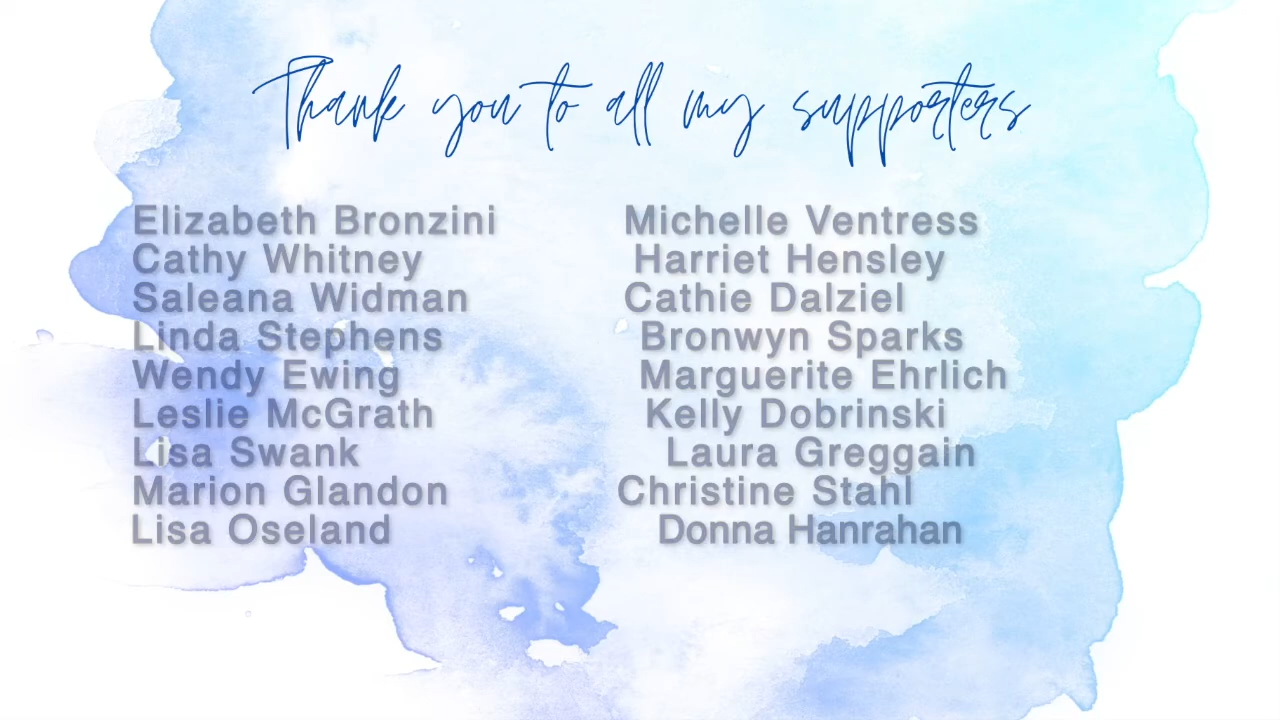 Thank you to all my supporters
Elizabeth Bronzini
Cathy Whitney
Saleana Widman
Linda Stephens
Wendy Ewing
Leslie McGrath
Lisa Swank
Marion Glandon
Lisa Oseland
Michelle Ventress
Harriet Hensley
Cathie Dalziel
Bronwyn Sparks
Marguerite Ehrlich
Kelly Dobrinski
Laura Greggain
Christine Stahl
Donna Hanrahan